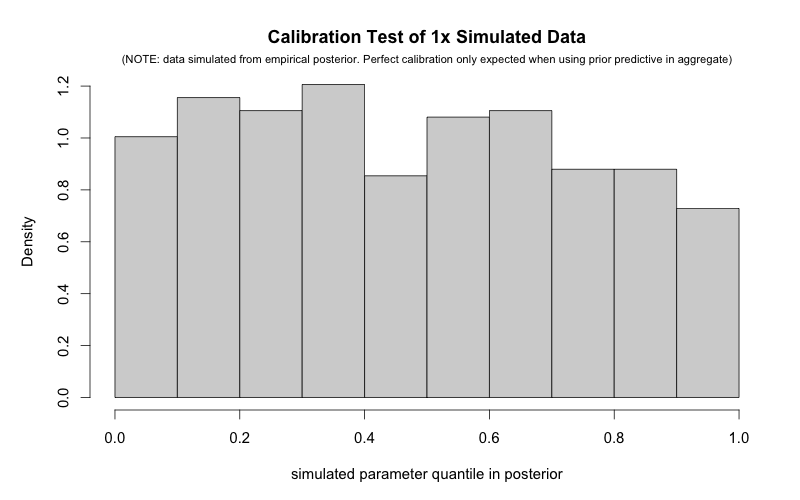 Calibration Test of 1x Simulated Data
(NOTE: data simulated from empirical posterior. Perfect calibration only expected when using prior predictive in aggregate)
Density
1.2
1.0
0.8
0.6
0.4
0.2
0.0
0.0 0.2 0.4 0.6 0.8 1.0
simulated parameter quantile in posterior